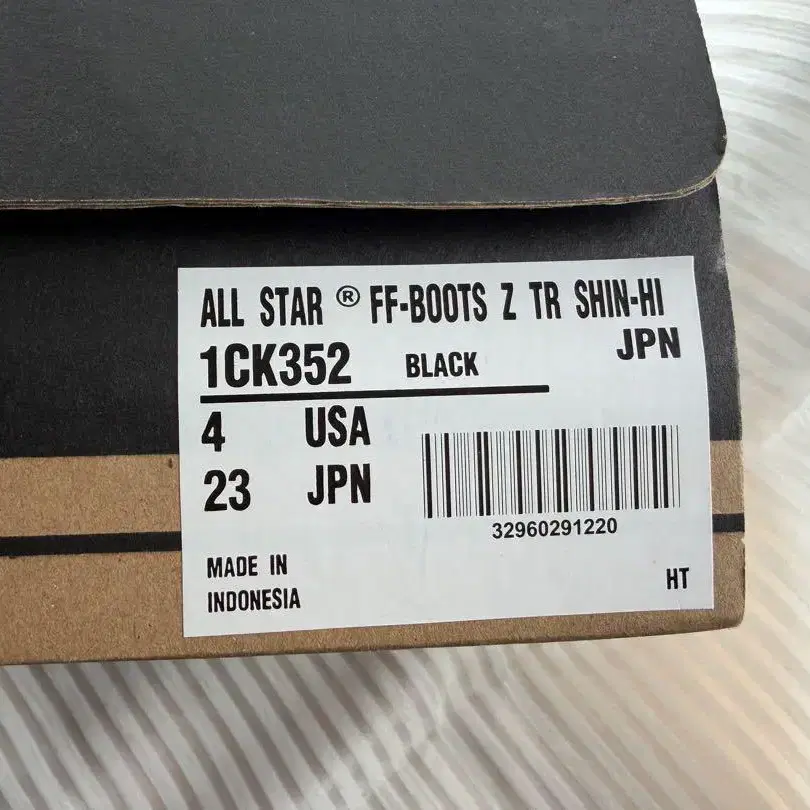 ALL STAR ® FF-BOOTS Z TR SHIN-HI
1CK352 BLACK JPN
4 USA
23 JPN
32960291220
MADE IN
INDONESIA
HT